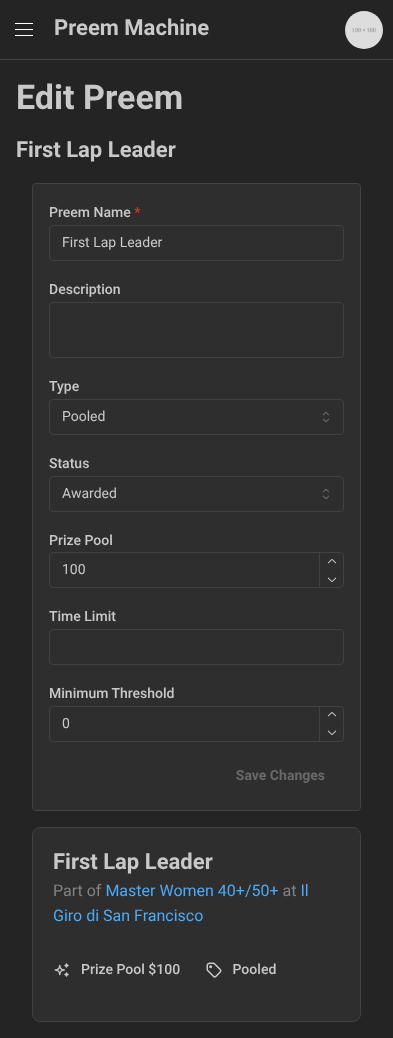 Preem Machine
100 × 100
Edit Preem
First Lap Leader
Preem Name *
First Lap Leader
Description
Type
Pooled
Status
Awarded
Prize Pool
100
Time Limit
Minimum Threshold
0
Save Changes
First Lap Leader
Part of Master Women 40+/50+ at Il
Giro di San Francisco
Prize Pool $100 Pooled